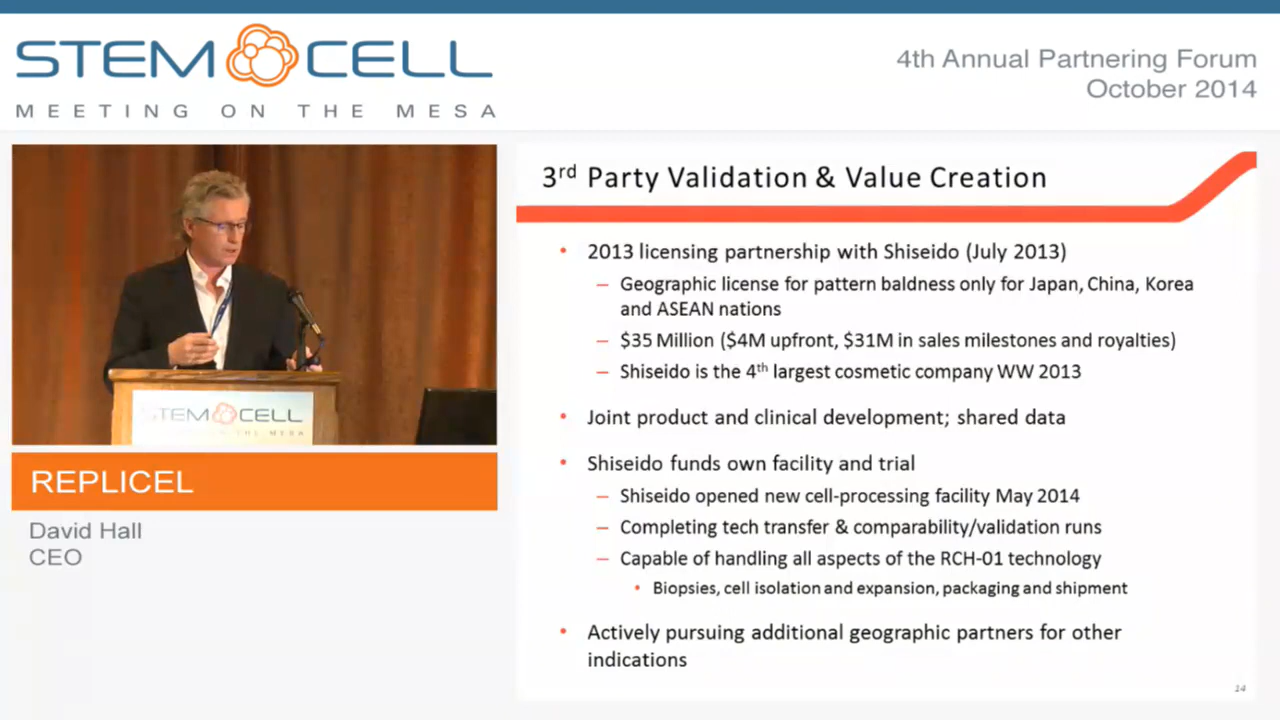 STEM CELL
MEETING ON THE MESA
4th Annual Partnering Forum
October 2014
STEM CELL
REPLICEL
David Hall
CEO
3rd Party Validation & Value Creation
• 2013 licensing partnership with Shiseido (July 2013)
– Geographic license for pattern baldness only for Japan, China, Korea
and ASEAN nations
– $35 Million ($4M upfront, $31M in sales milestones and royalties)
– Shiseido is the 4th largest cosmetic company WW 2013
• Joint product and clinical development; shared data
• Shiseido funds own facility and trial
– Shiseido opened new cell-processing facility May 2014
– Completing tech transfer & comparability/validation runs
– Capable of handling all aspects of the RCH-01 technology
• Biopsies, cell isolation and expansion, packaging and shipment
• Actively pursuing additional geographic partners for other
indications
14